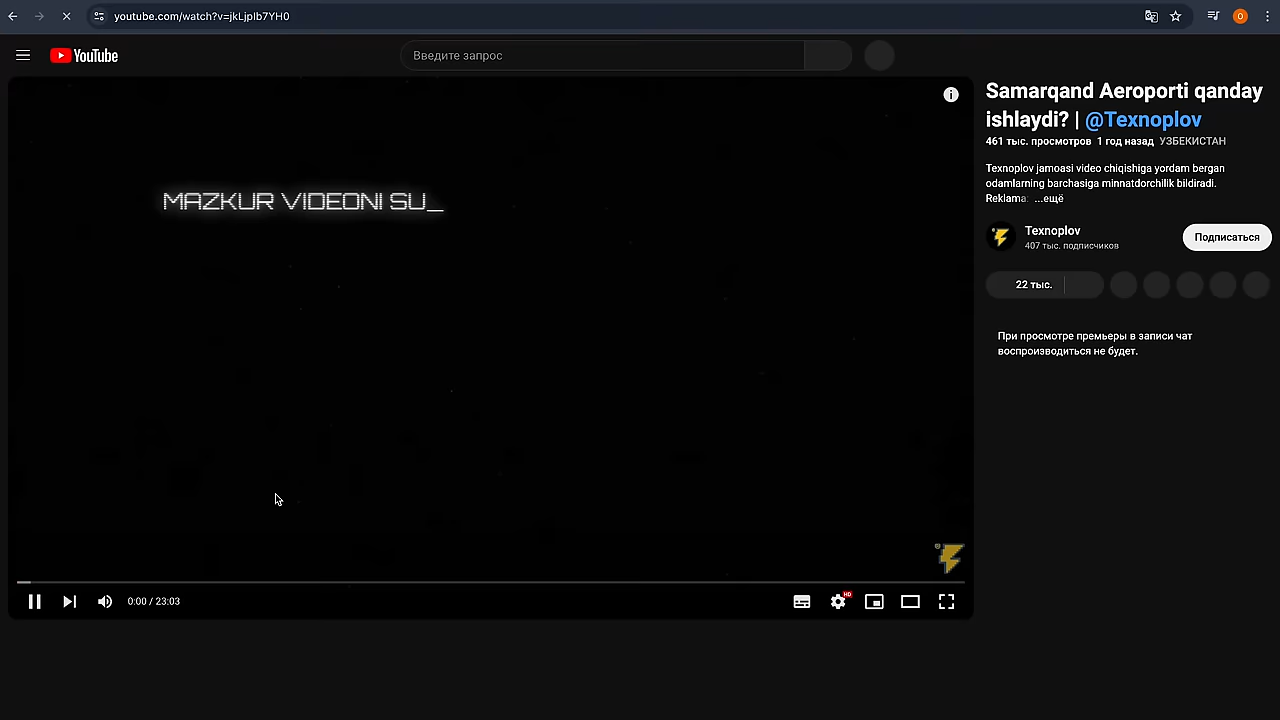 youtube.com/watch?v=jkLjpIb7YH0
YouTube
Введите запрос
MAZKUR VIDEONI SU_
0:00 / 23:03
HD
Samarqand Aeroporti qanday
ishlaydi? | @Texnoplov
461 тыс. просмотров 1 год назад УЗБЕКИСТАН
Texnoplov jamoasi video chiqishiga yordam bergan
odamlarning barchasiga minnatdorchilik bildiradi.
Reklama: ...ещё
Texnoplov
407 тыс. подписчиков
Подписаться
22 тыс.
При просмотре премьеры в записи чат
воспроизводиться не будет.